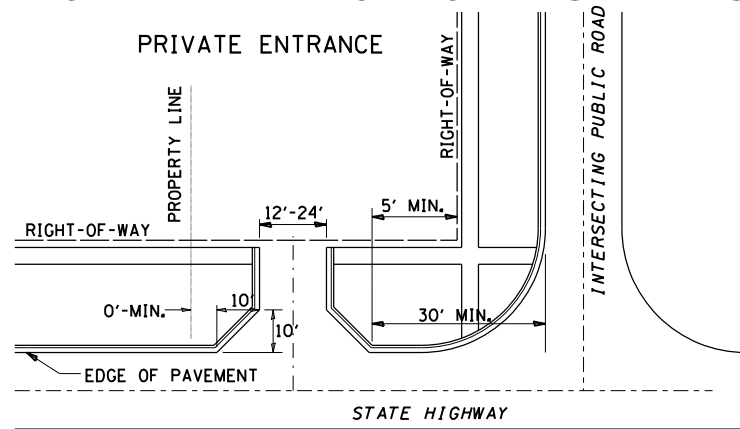 PRIVATE ENTRANCE
PROPERTY LINE
RIGHT-OF-WAY
INTERSECTING PUBLIC ROAD
5' MIN.
12'-24'
RIGHT-OF-WAY
0'-MIN.
10'
10'
30' MIN.
EDGE OF PAVEMENT
STATE HIGHWAY